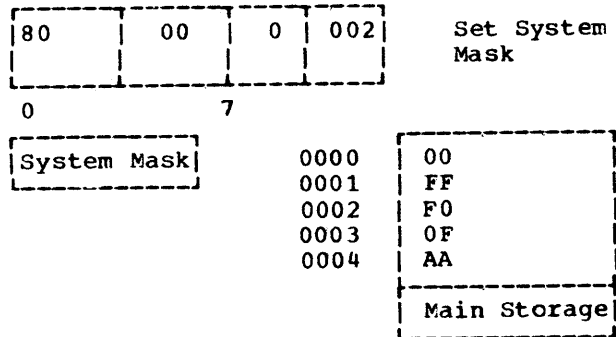 80 00 0 002 Set System
Mask
0 7
System Mask 0000 00
0001 FF
0002 F0
0003 0F
0004 AA
Main Storage